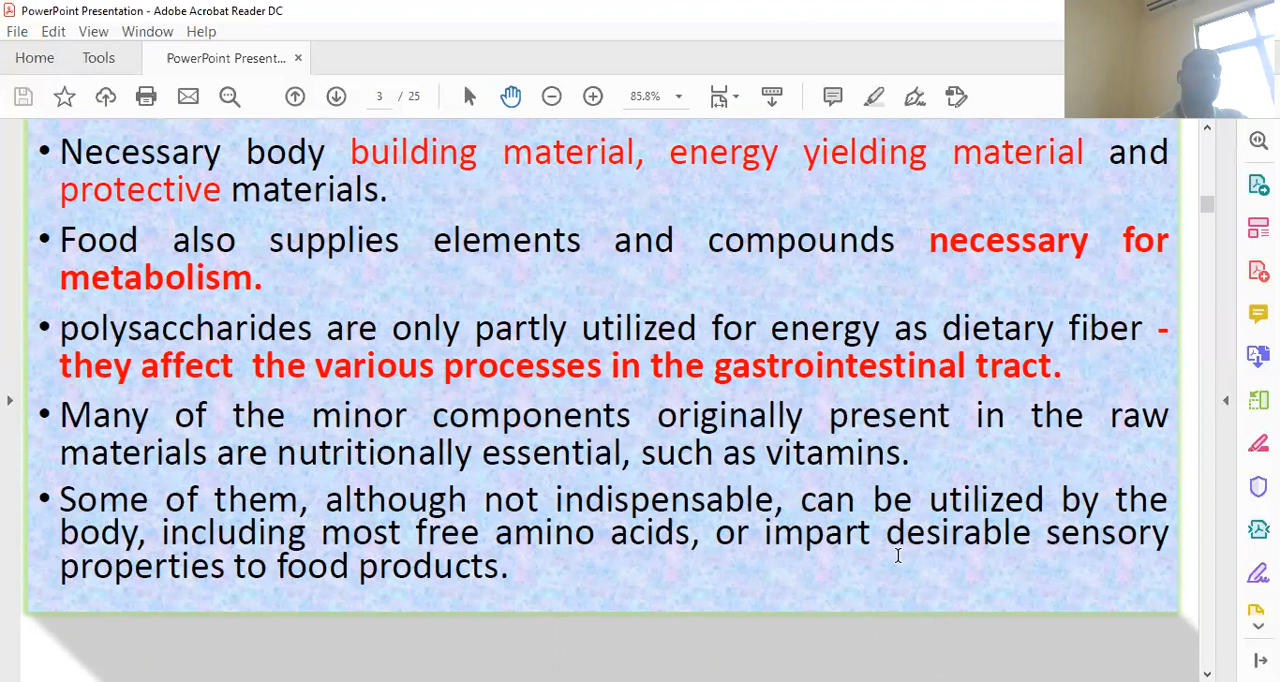 PowerPoint Presentation - Adobe Acrobat Reader DC
File Edit View Window Help
Home Tools PowerPoint Present... ×
3 / 25 85.8%
• Necessary body building material, energy yielding material and
protective materials.
• Food also supplies elements and compounds necessary for
metabolism.
• polysaccharides are only partly utilized for energy as dietary fiber -
they affect the various processes in the gastrointestinal tract.
• Many of the minor components originally present in the raw
materials are nutritionally essential, such as vitamins.
• Some of them, although not indispensable, can be utilized by the
body, including most free amino acids, or impart desirable sensory
properties to food products.